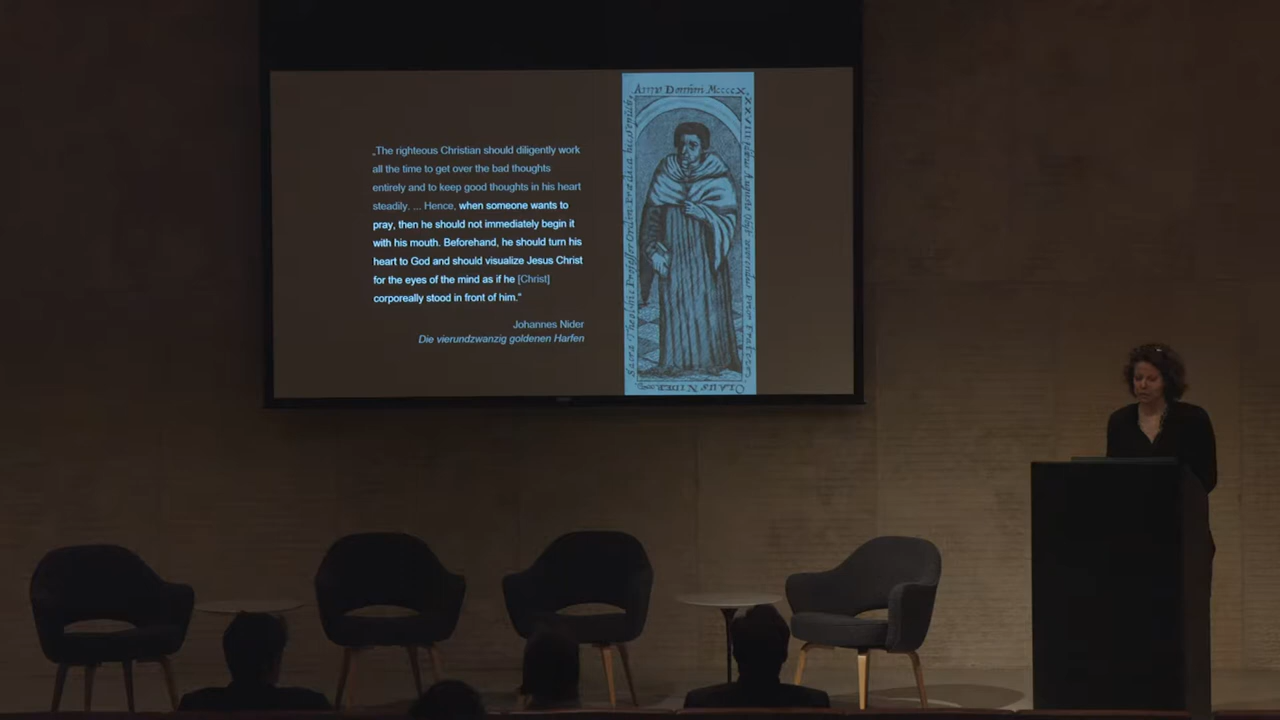 „The righteous Christian should diligently work
all the time to get over the bad thoughts
entirely and to keep good thoughts in his heart
steadily. ... Hence, when someone wants to
pray, then he should not immediately begin it
with his mouth. Beforehand, he should turn his
heart to God and should visualize Jesus Christ
for the eyes of the mind as if he [Christ]
corporeally stood in front of him.“
Johannes Nider
Die vierundzwanzig goldenen Harfen
Anno Domini Mccccx
XXVIII